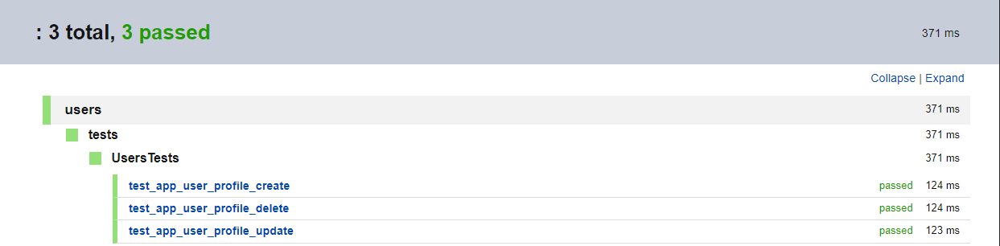 : 3 total, 3 passed 371 ms
Collapse | Expand
users 371 ms
tests 371 ms
UsersTests 371 ms
test_app_user_profile_create passed 124 ms
test_app_user_profile_delete passed 124 ms
test_app_user_profile_update passed 123 ms